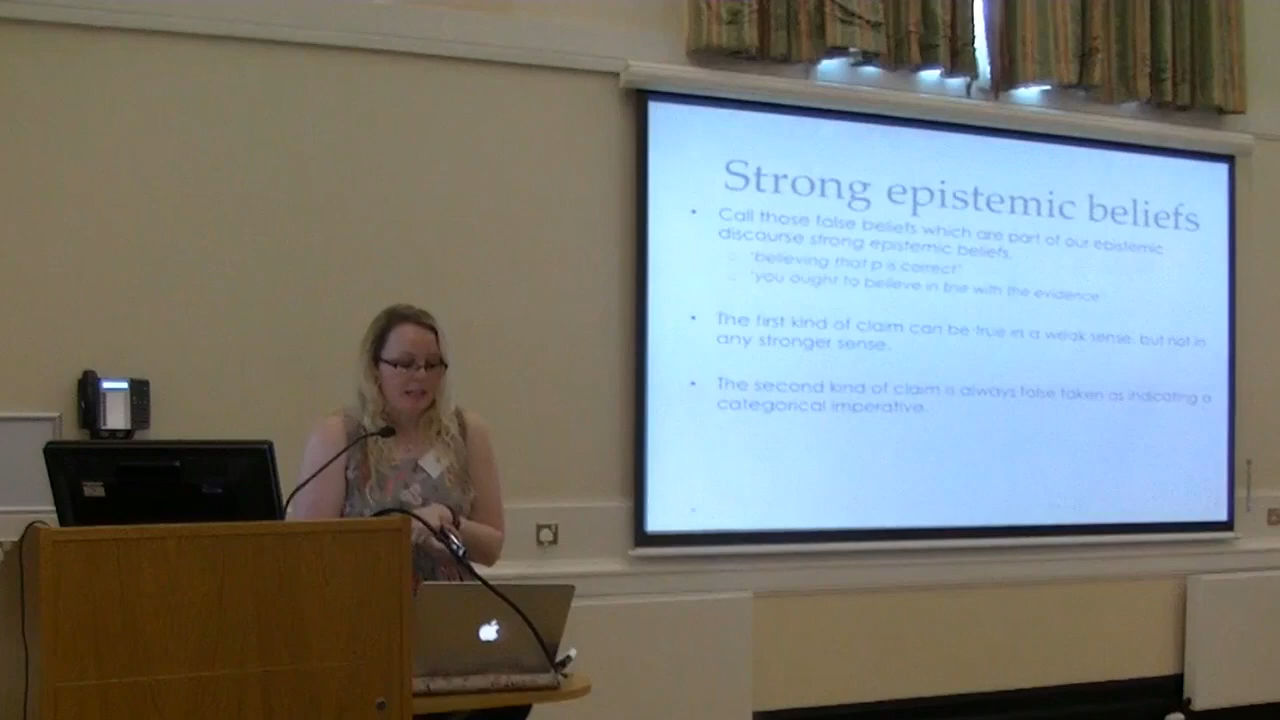 Strong epistemic beliefs
• Call those false beliefs which are part of our epistemic
discourse strong epistemic beliefs.
○ 'believing that p is correct'
○ 'you ought to believe in line with the evidence'
• The first kind of claim can be true in a weak sense, but not in
any stronger sense.
• The second kind of claim is always false taken as indicating a
categorical imperative.